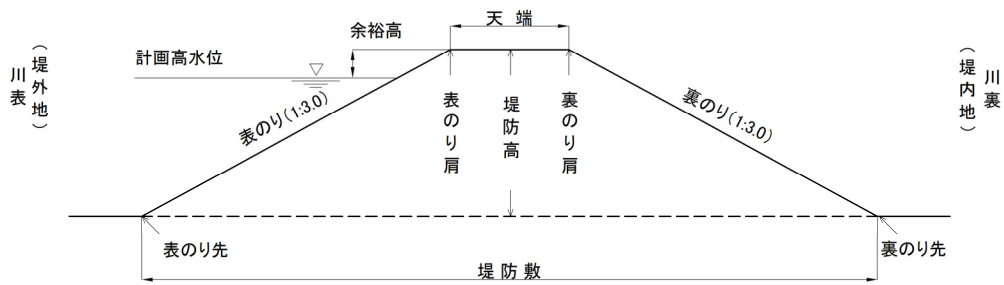 天端
余裕高
計画高水位
川表
(堤外地)
表のり(1:3.0)
表のり肩
堤防高
裏のり肩
裏のり(1:3.0)
(堤内地)
川裏
表のり先
裏のり先
堤防敷